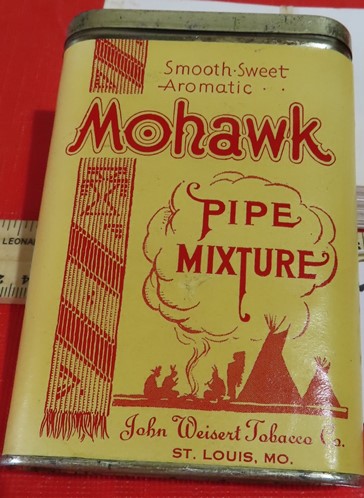 Smooth·Sweet
Aromatic · ·
Mohawk
PIPE
MIXTURE
John Weisert Tobacco Co.
ST. LOUIS, MO.